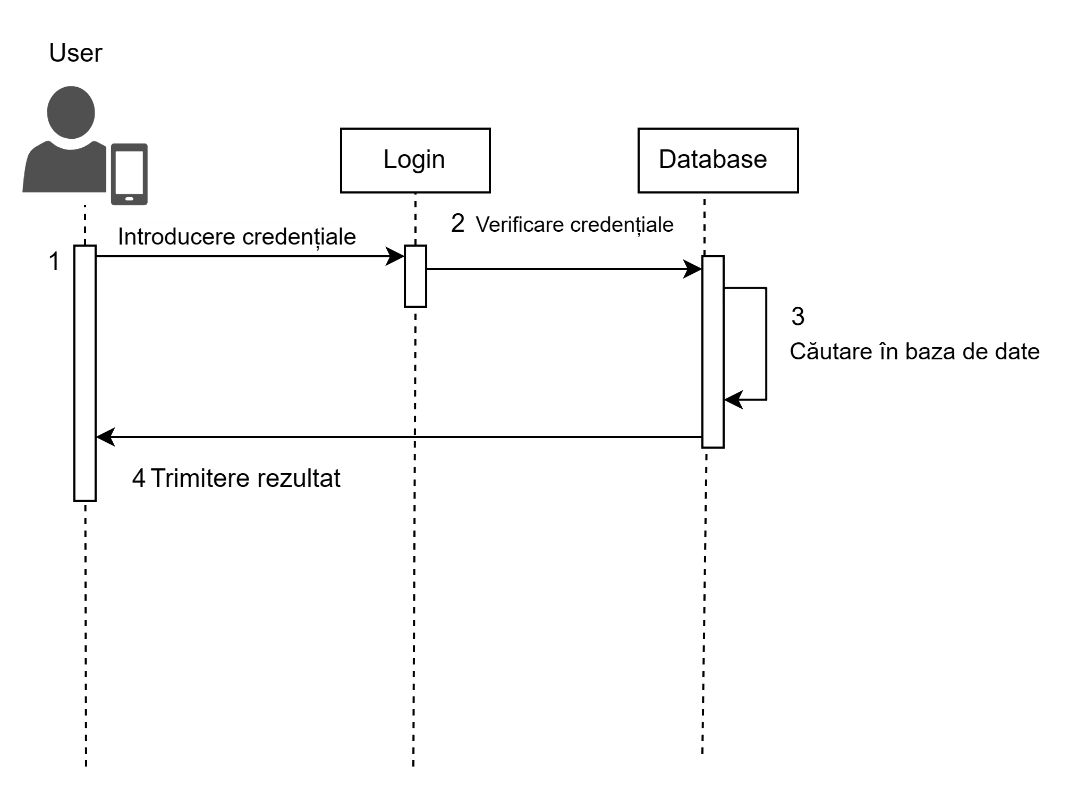 User
Login
Database
1
Introducere credențiale
2 Verificare credențiale
3
Căutare în baza de date
4 Trimitere rezultat